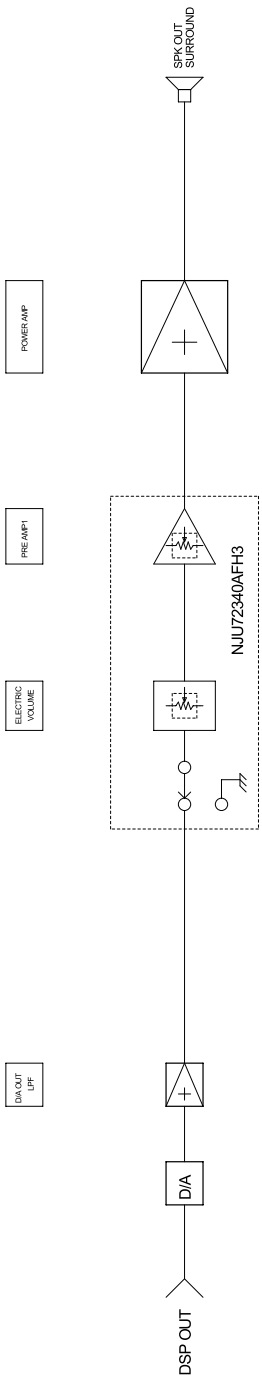 D/A OUT
LPF
ELECTRIC
VOLUME
PRE AMP1
POWER AMP
DSP OUT
D/A
NJU72340AFH3
SPK OUT
SURROUND